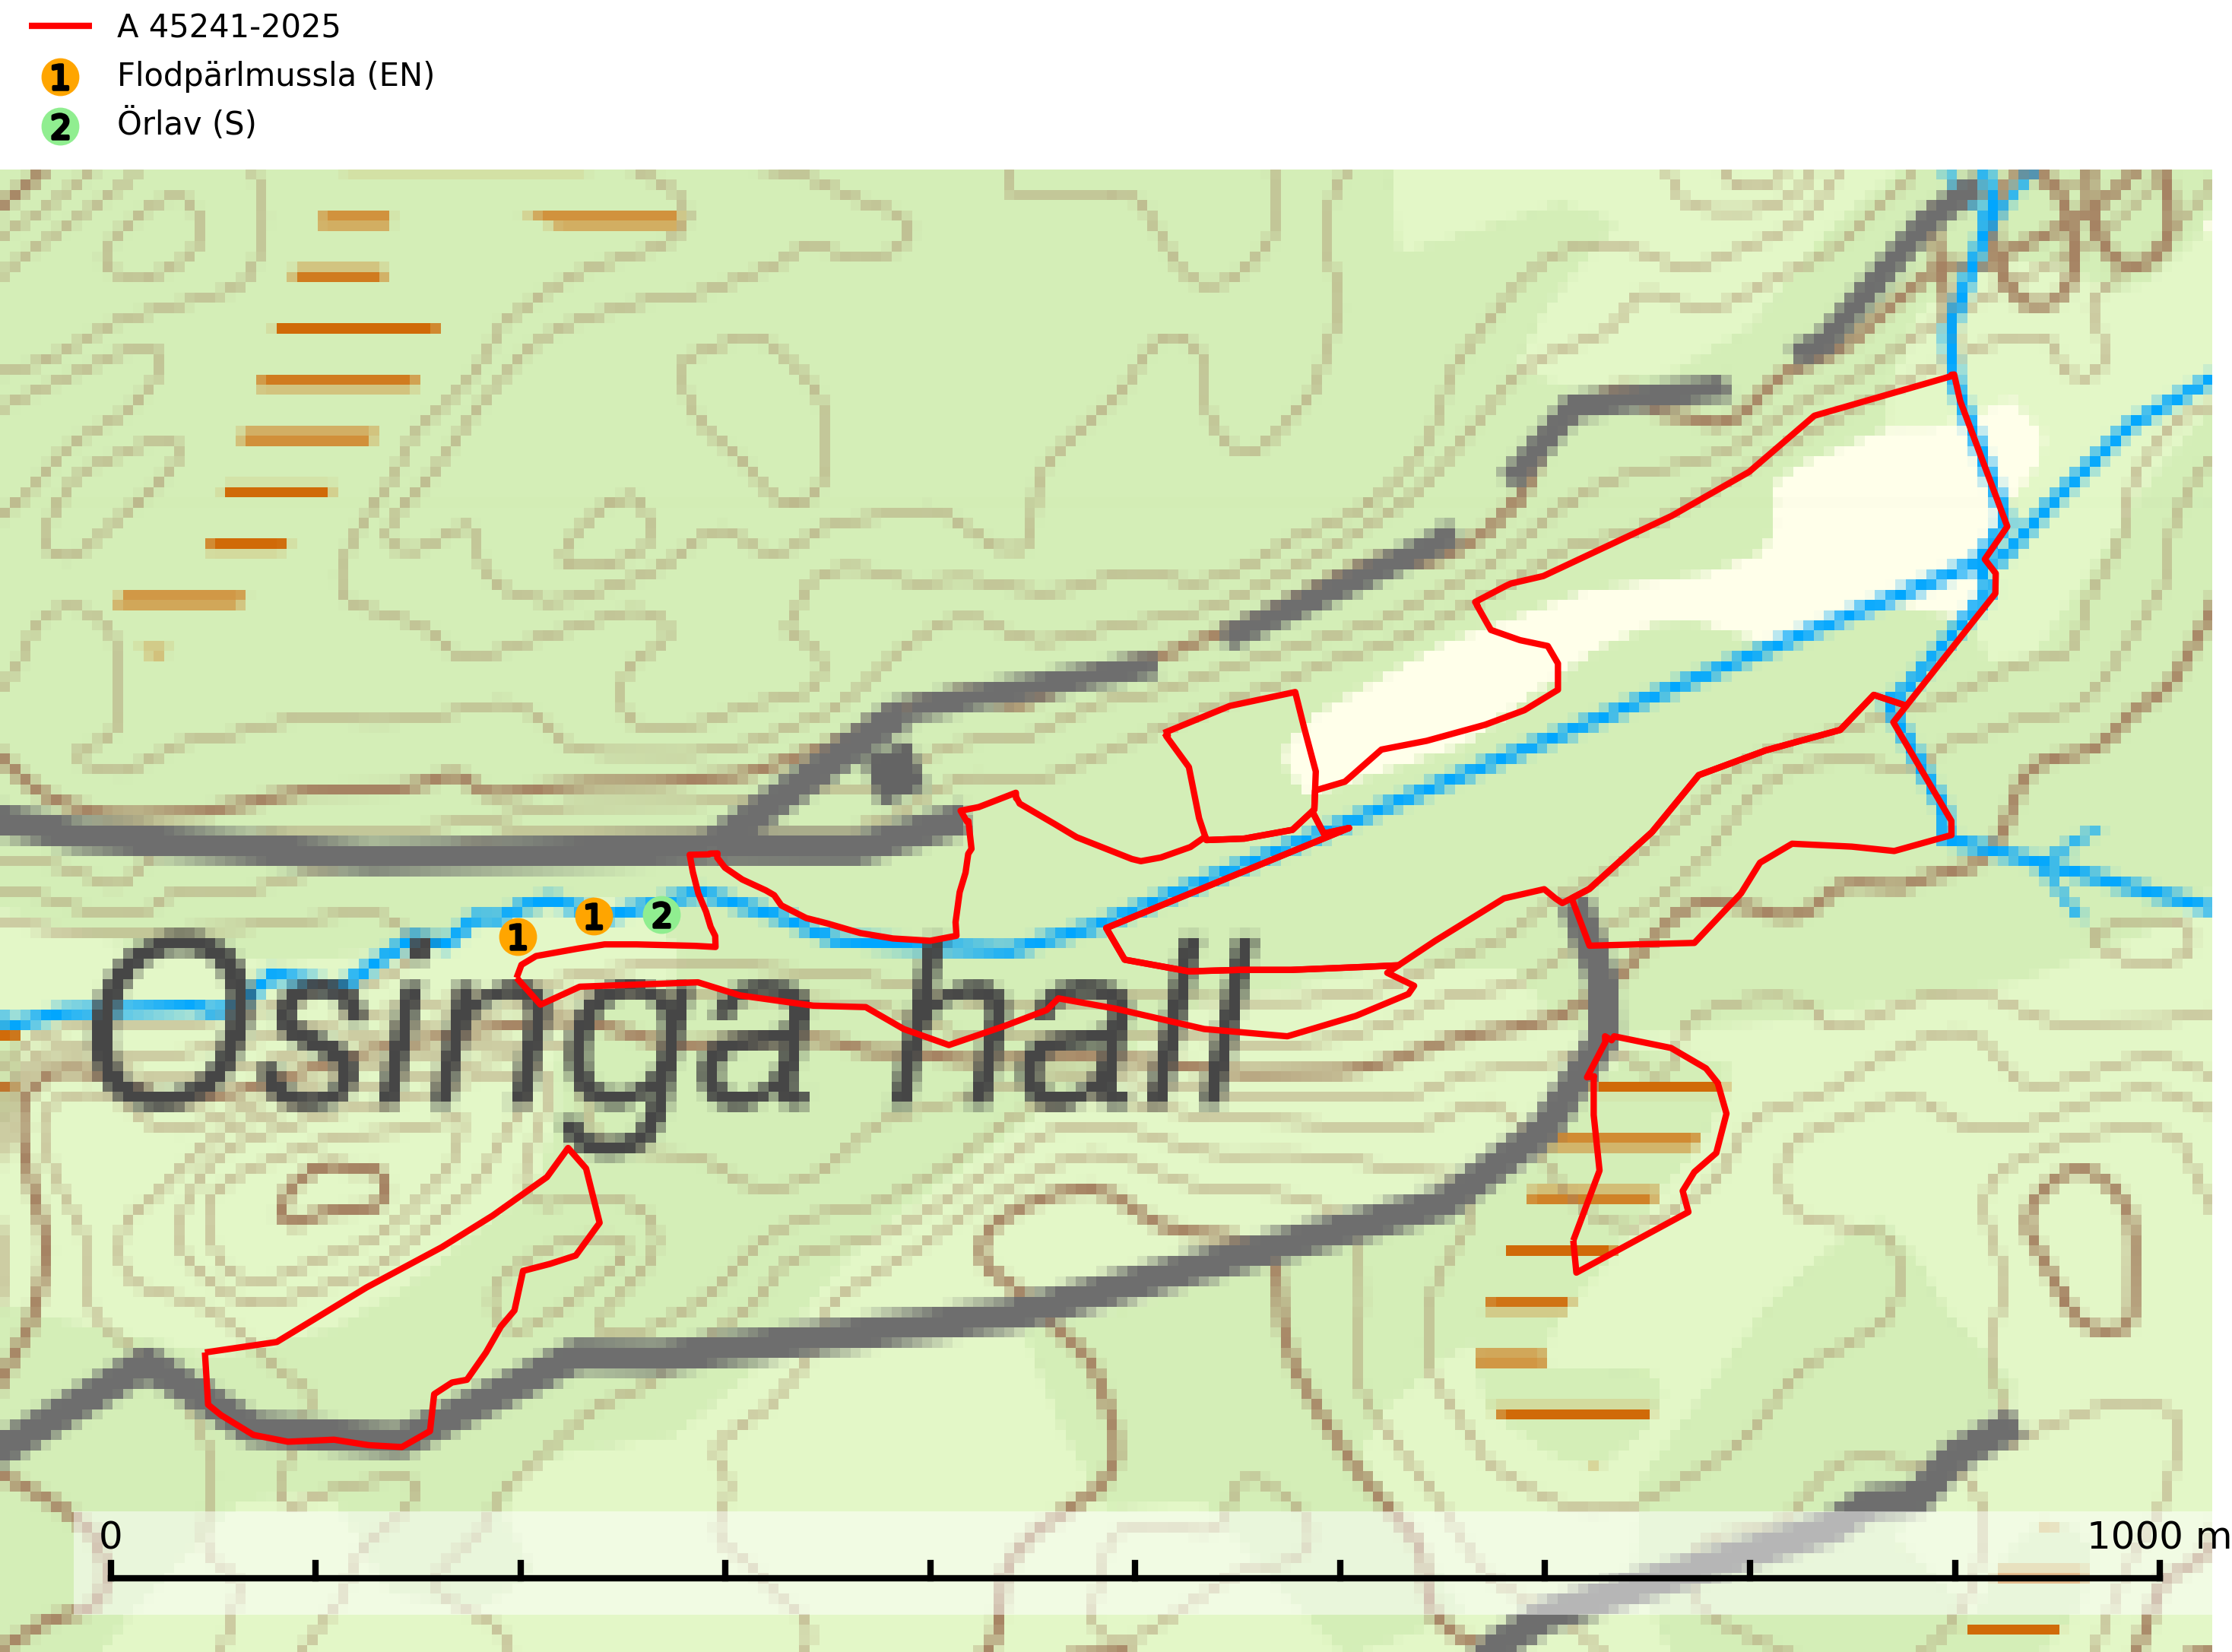 A 45241-2025
1 Flodpärlmussla (EN)
2 Örlav (S)
1 1 2
Osinga hall
0 1000 m